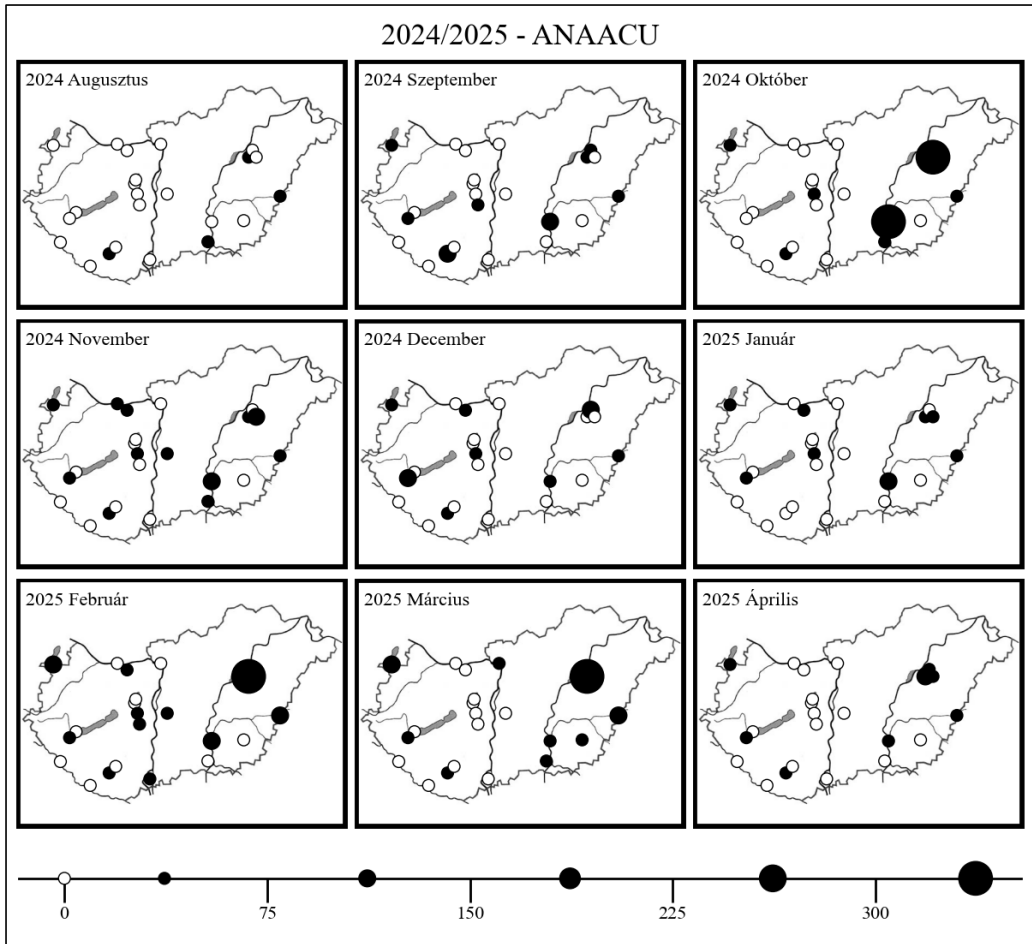 2024/2025 - ANAACU
2024 Augusztus
2024 Szeptember
2024 Október
2024 November
2024 December
2025 Január
2025 Február
2025 Március
2025 Április
0 75 150 225 300